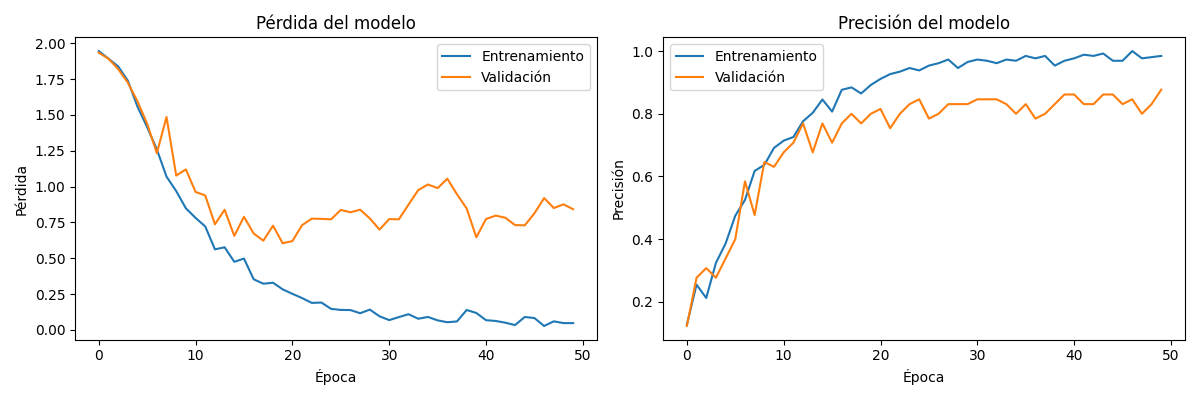 Pérdida del modelo
2.00
1.75
1.50
1.25
1.00
0.75
0.50
0.25
0.00
Pérdida
Entrenamiento
Validación
0
10
20
30
40
50
Época
Precisión del modelo
1.0
0.8
0.6
0.4
0.2
Precisión
Entrenamiento
Validación
0
10
20
30
40
50
Época